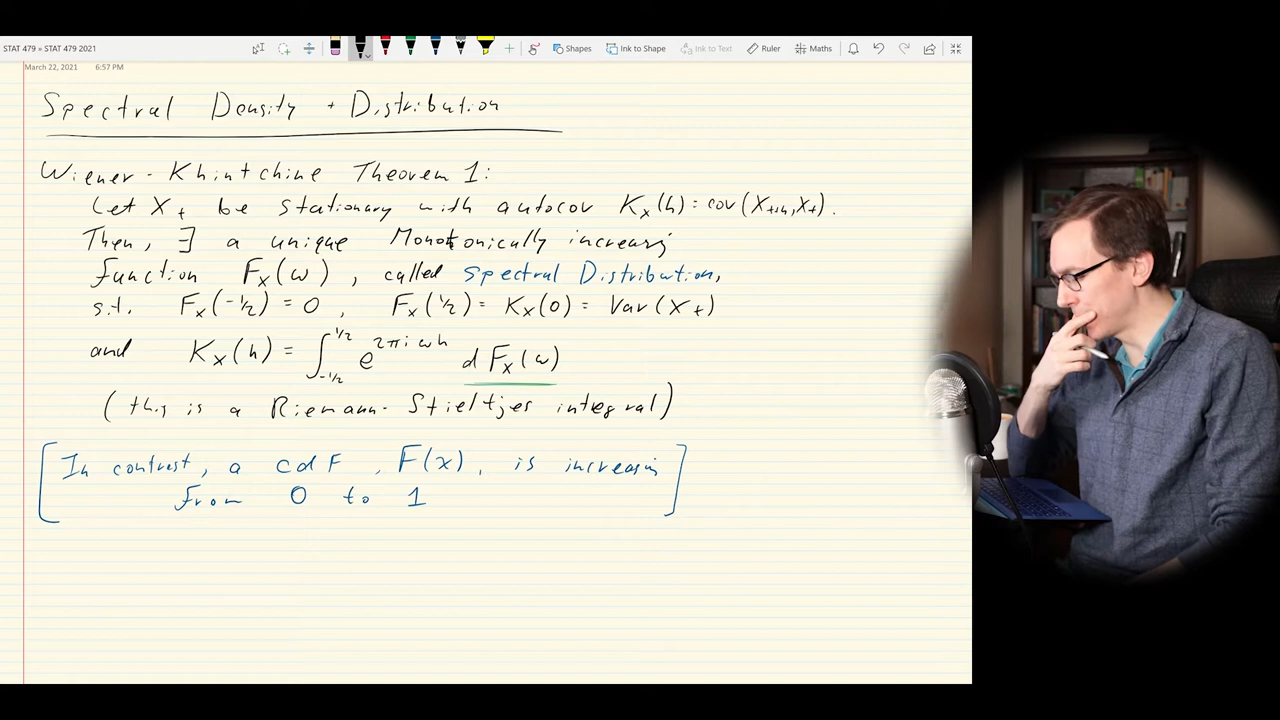 STAT 479 » STAT 479 2021
Shapes Ink to Shape Ink to Text Ruler Maths
March 22, 2021 6:57 PM
Spectral Density + Distribution
Wiener - Khintchine Theorem 1:
Let X_t be stationary with autocov K_X(h) = cov(X_{t+h}, X_t).
Then, ∃ a unique Monotonically increasing
function F_X(ω), called spectral Distribution,
s.t. F_X(-1/2) = 0, F_X(1/2) = K_X(0) = Var(X_t)
and K_X(h) = ∫_{-1/2}^{1/2} e^{2πiωh} dF_X(ω)
(this is a Riemann-Stieltjes integral)
[In contrast, a cdf, F(x), is increasing
from 0 to 1]